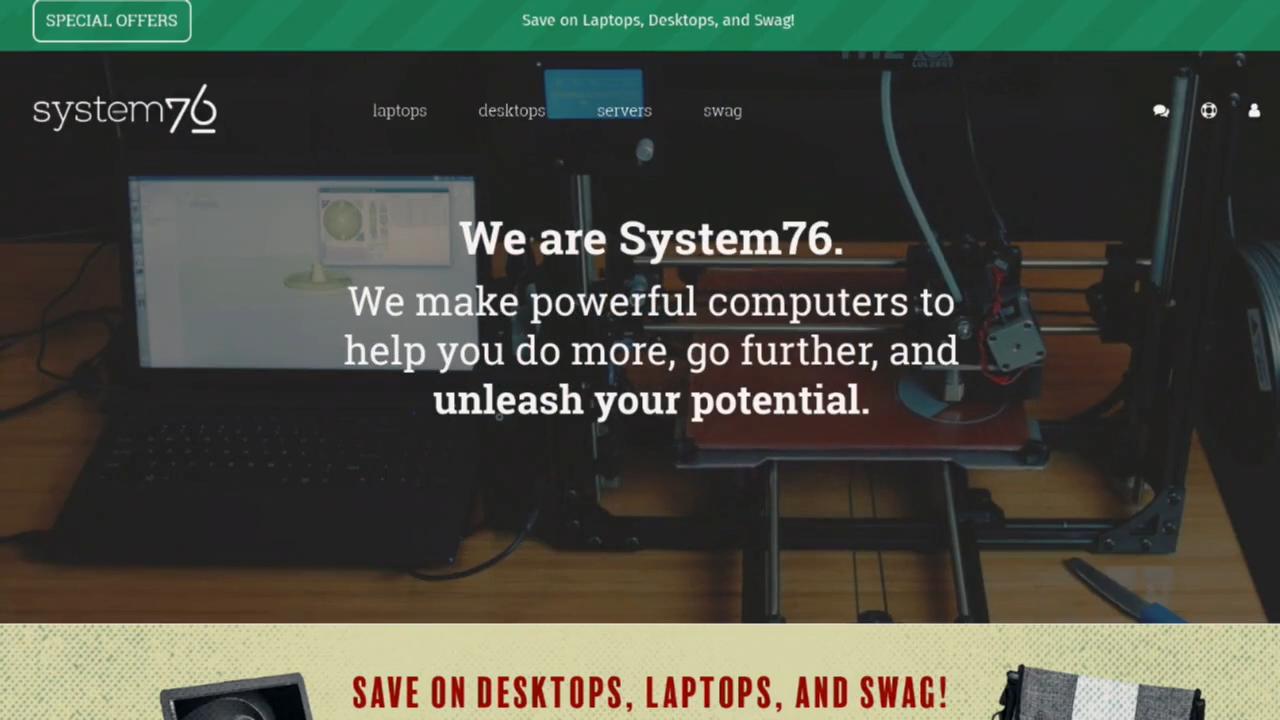 SPECIAL OFFERS
Save on Laptops, Desktops, and Swag!
LULZBOT
system76
laptops
desktops
servers
swag
We are System76.
We make powerful computers to
help you do more, go further, and
unleash your potential.
SAVE ON DESKTOPS, LAPTOPS, AND SWAG!